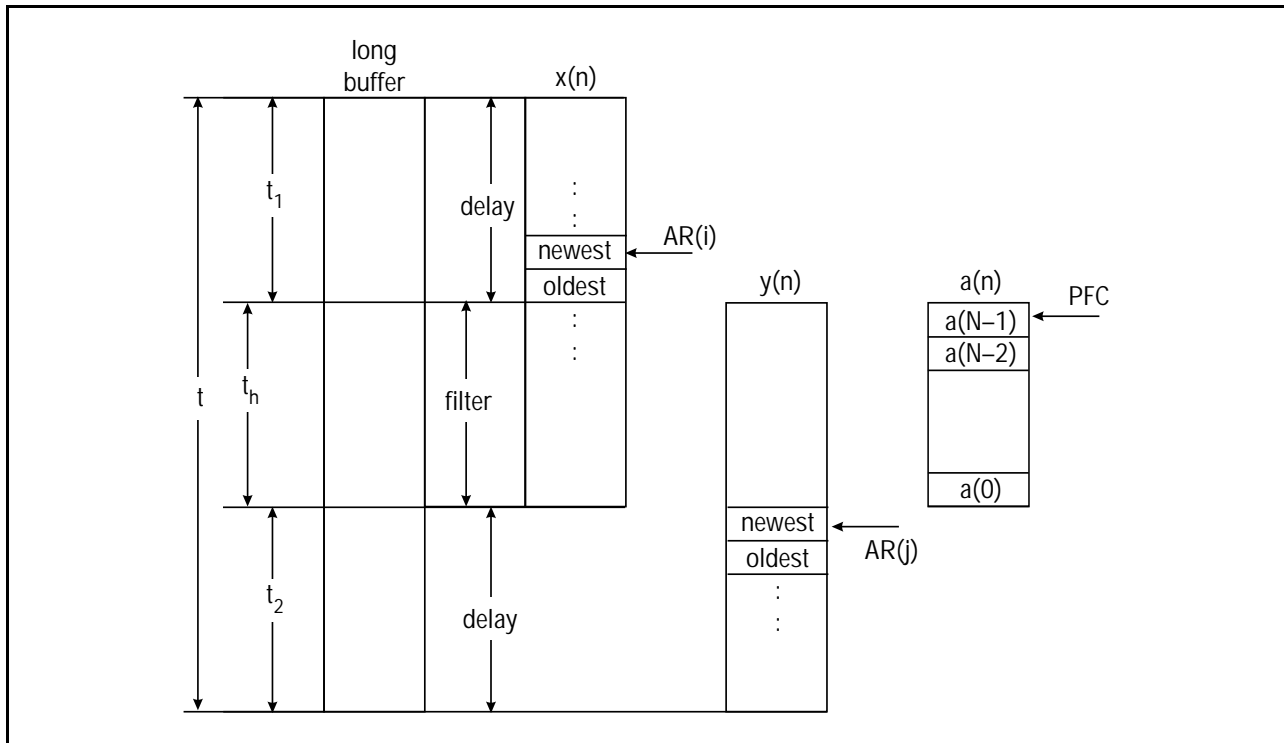 long
buffer
x(n)
t1
delay
:
:
newest
AR(i)
oldest
y(n)
a(n)
PFC
a(N–1)
a(N–2)
:
:
t
th
filter
a(0)
newest
AR(j)
oldest
t2
delay
:
: